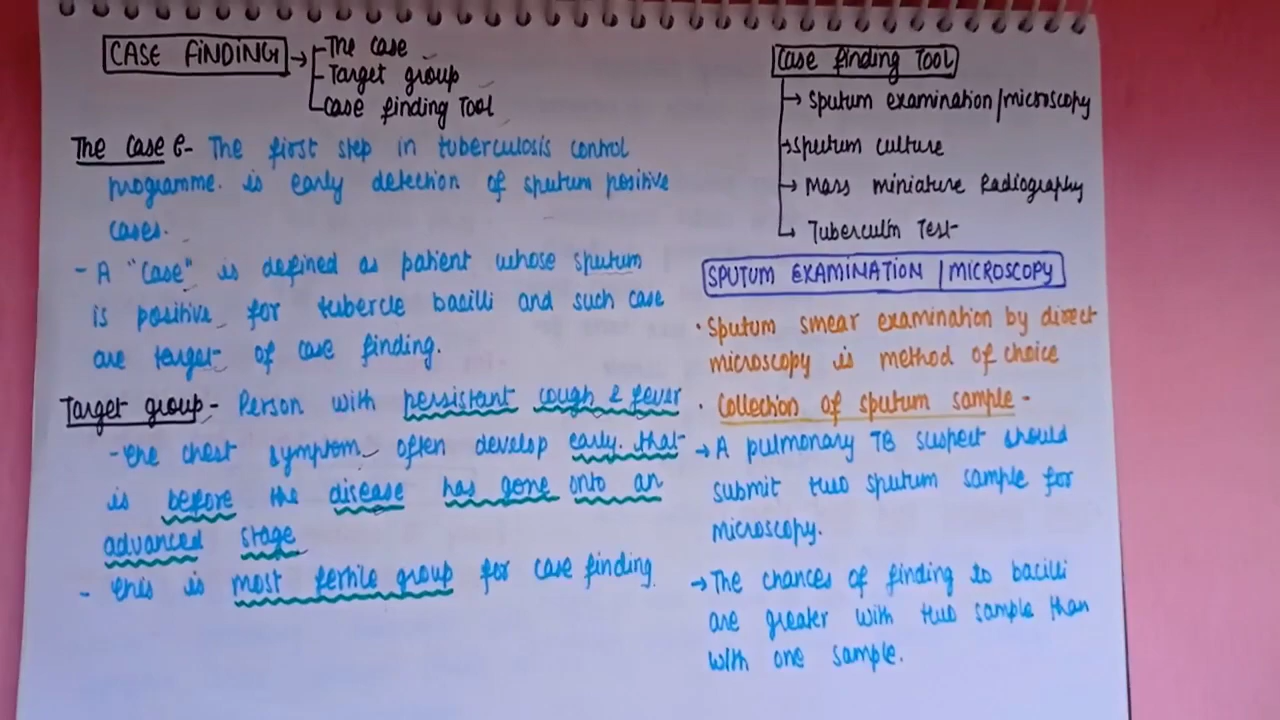 CASE FINDING → The case
Target group
Case finding Tool
The case :- The first step in tuberculosis control
programme. is early detection of sputum positive
cases.
- A "case" is defined as patient whose sputum
is positive for tubercle bacilli and such case
are target of case finding.
Target group - Person with persistant cough & fever
- the chest symptom often develop early. that
is before the disease has gone onto an
advanced stage
- this is most fertile group for case finding.
Case finding Tool
→ Sputum examination/microscopy
→ sputum culture
→ Mass miniature Radiography
→ Tuberculin Test
SPUTUM EXAMINATION / MICROSCOPY
• Sputum smear examination by direct
microscopy is method of choice
• Collection of sputum sample -
→ A pulmonary TB suspect should
submit two sputum sample for
microscopy.
→ The chances of finding to bacilli
are greater with two sample than
with one sample.